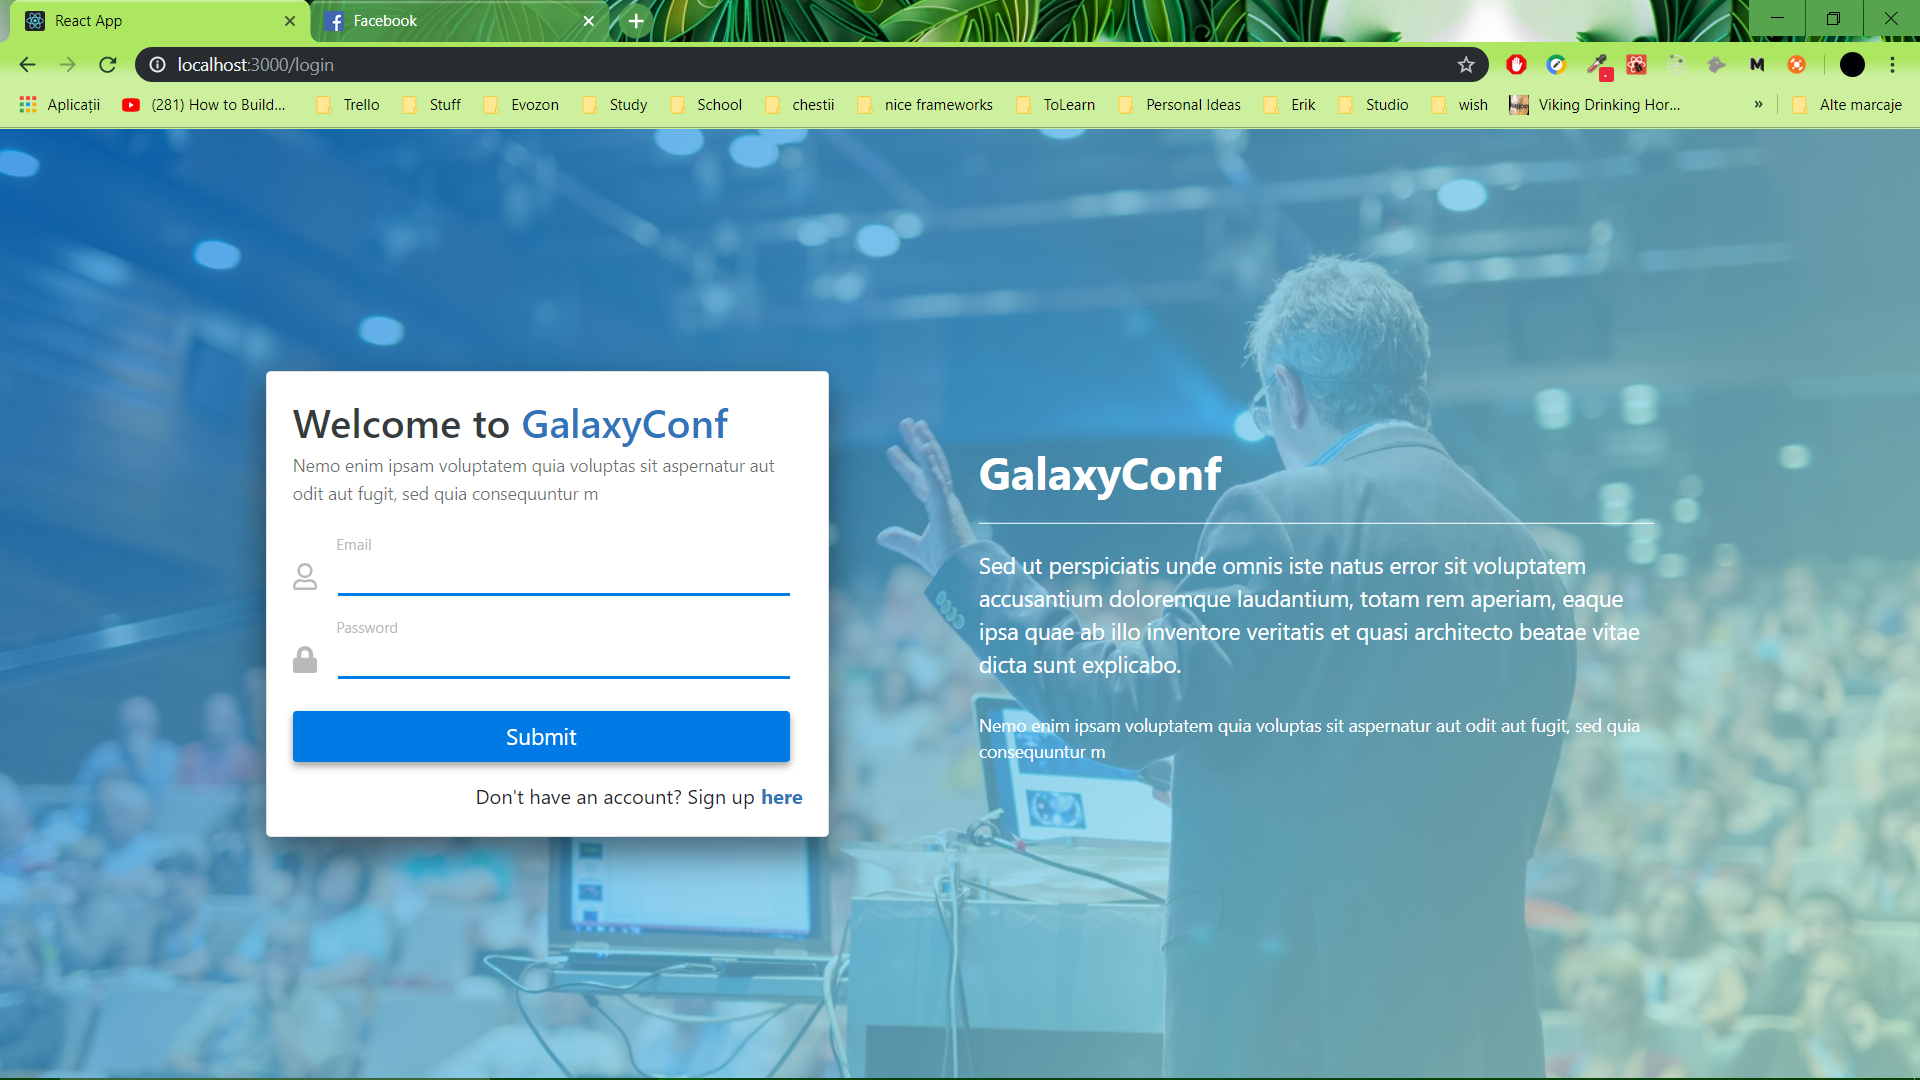 React App
Facebook
localhost:3000/login
Aplicații
(281) How to Build...
Trello
Stuff
Evozon
Study
School
chestii
nice frameworks
ToLearn
Personal Ideas
Erik
Studio
wish
Viking Drinking Hor...
»
Alte marcaje
Welcome to GalaxyConf
Nemo enim ipsam voluptatem quia voluptas sit aspernatur aut
odit aut fugit, sed quia consequuntur m
Email
Password
Submit
Don't have an account? Sign up here
GalaxyConf
Sed ut perspiciatis unde omnis iste natus error sit voluptatem
accusantium doloremque laudantium, totam rem aperiam, eaque
ipsa quae ab illo inventore veritatis et quasi architecto beatae vitae
dicta sunt explicabo.
Nemo enim ipsam voluptatem quia voluptas sit aspernatur aut odit aut fugit, sed quia
consequuntur m